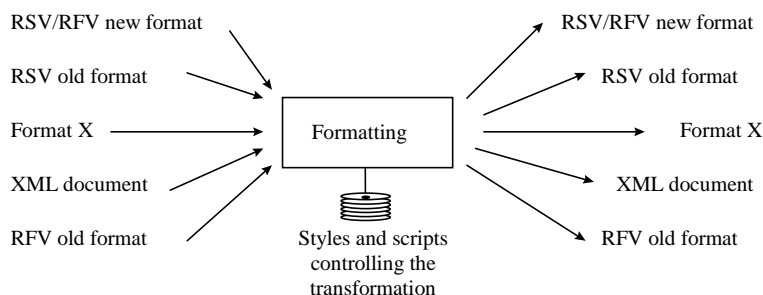 RSV/RFV new format
RSV old format
Format X
XML document
RFV old format
Formatting
Styles and scripts
controlling the
transformation
RSV/RFV new format
RSV old format
Format X
XML document
RFV old format